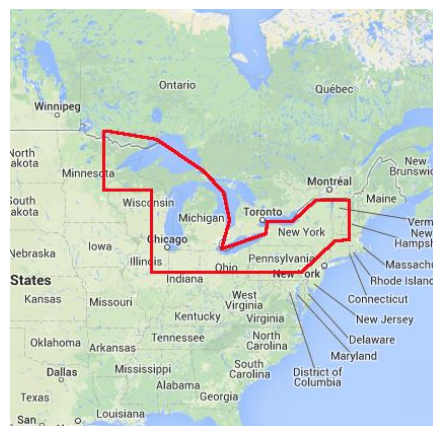 Ontario
Québec
Winnipeg
North
akota
Minnesota
Montréal
New
Brunswi
Maine
South
akota
Wisconsin
Michigan
Toronto
New York
Verm
New
Hampsh
Nebraska
Iowa
Chicago
Illinois
Ohio
Pennsylvania
Massachu
States
Indiana
New York
Rhode Island
Kansas
Missouri
West
Virginia
Connecticut
Kentucky
Virginia
New Jersey
Oklahoma
Arkansas
Tennessee
North
Carolina
Delaware
Maryland
Dallas
Mississippi
South
Carolina
District of
Columbia
Texas
Alabama
Georgia
San
Louisiana